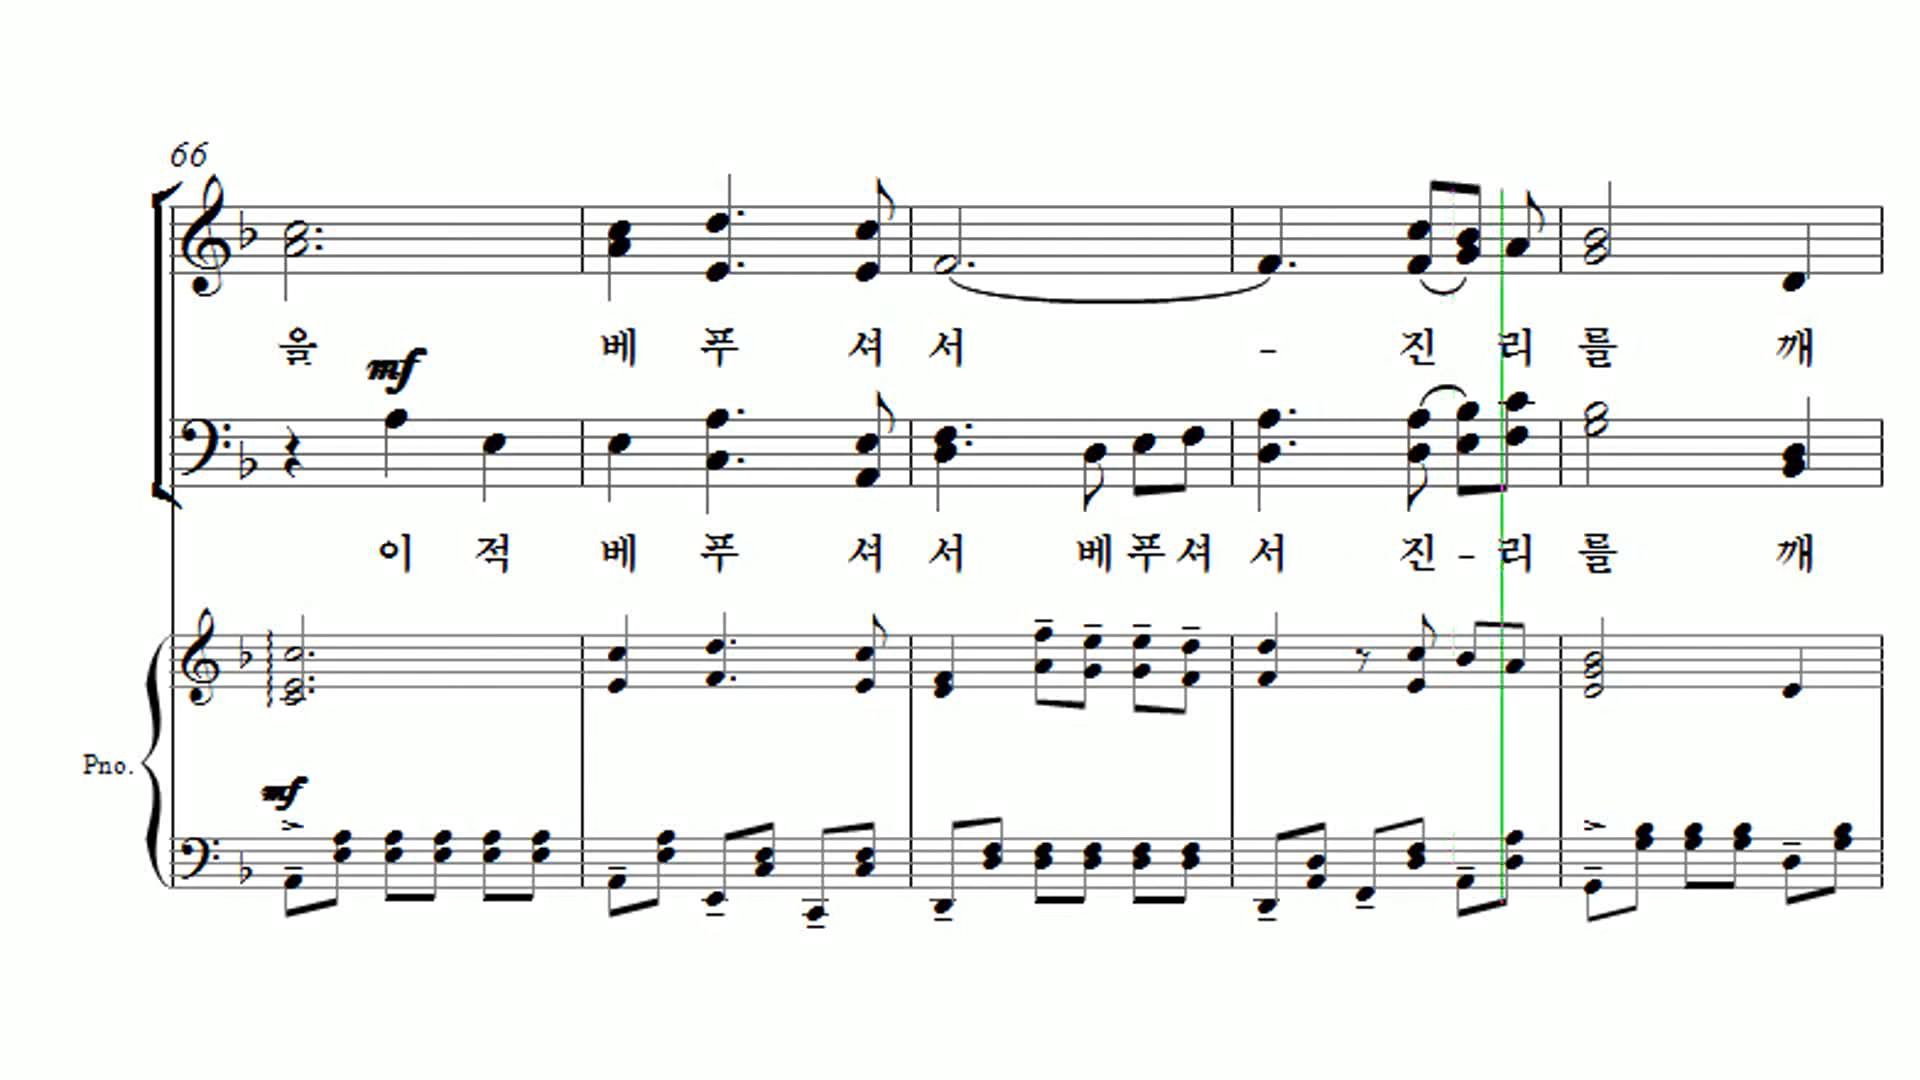 66
을 베 푸 셔 서 - 진 리 를 깨
mf
이 적 베 푸 셔 서 베 푸 셔 서 진 - 리 를 깨
Pno.
mf